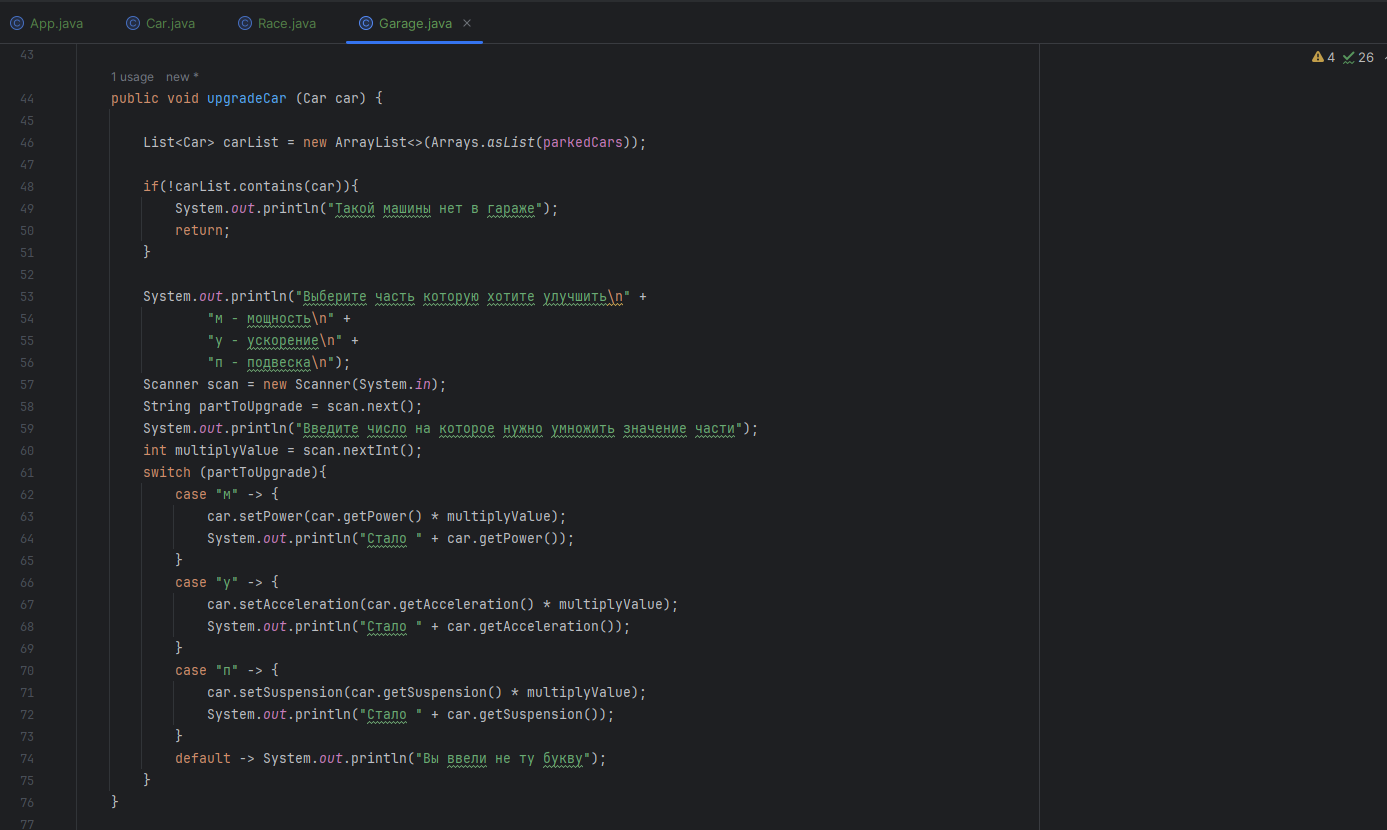 App.java Car.java Race.java Garage.java ×
43
4 26
1 usage new *
44 public void upgradeCar (Car car) {
45
46 List<Car> carList = new ArrayList<>(Arrays.asList(parkedCars));
47
48 if(!carList.contains(car)){
49 System.out.println("Такой машины нет в гараже");
50 return;
51 }
52
53 System.out.println("Выберите часть которую хотите улучшить\n" +
54 "м - мощность\n" +
55 "у - ускорение\n" +
56 "п - подвеска\n");
57 Scanner scan = new Scanner(System.in);
58 String partToUpgrade = scan.next();
59 System.out.println("Введите число на которое нужно умножить значение части");
60 int multiplyValue = scan.nextInt();
61 switch (partToUpgrade){
62 case "м" -> {
63 car.setPower(car.getPower() * multiplyValue);
64 System.out.println("Стало " + car.getPower());
65 }
66 case "у" -> {
67 car.setAcceleration(car.getAcceleration() * multiplyValue);
68 System.out.println("Стало " + car.getAcceleration());
69 }
70 case "п" -> {
71 car.setSuspension(car.getSuspension() * multiplyValue);
72 System.out.println("Стало " + car.getSuspension());
73 }
74 default -> System.out.println("Вы ввели не ту букву");
75 }
76 }
77